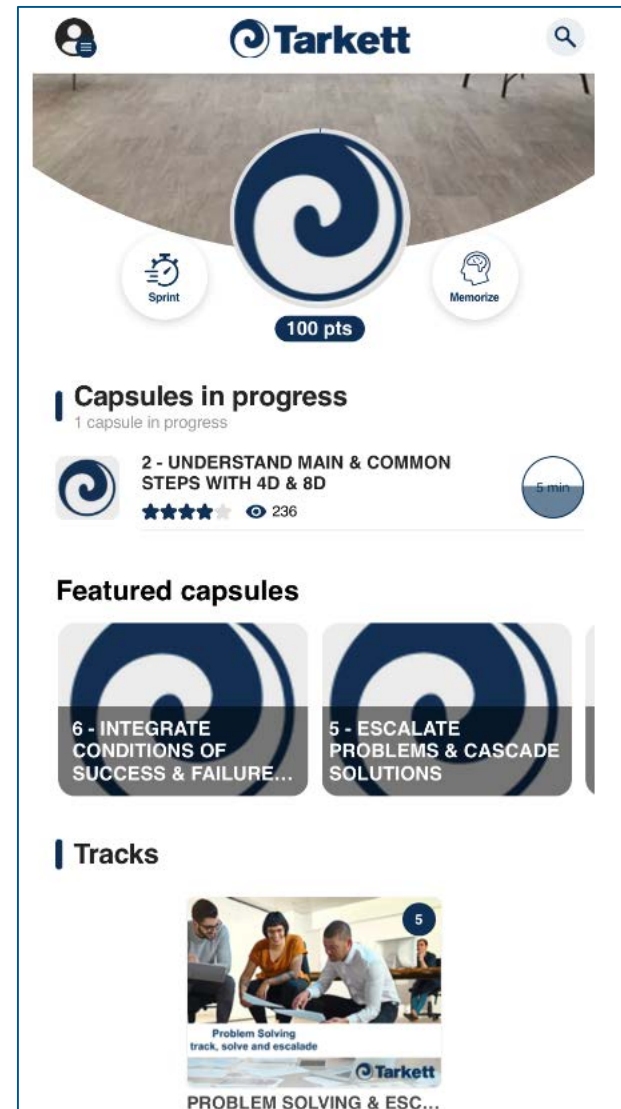 Tarkett
Sprint
Memorize
100 pts
Capsules in progress
1 capsule in progress
2 - UNDERSTAND MAIN & COMMON
STEPS WITH 4D & 8D
5 min
236
Featured capsules
6 - INTEGRATE
CONDITIONS OF
SUCCESS & FAILURE...
5 - ESCALATE
PROBLEMS & CASCADE
SOLUTIONS
Tracks
5
Problem Solving
track, solve and escalade
Tarkett
PROBLEM SOLVING & ESC...